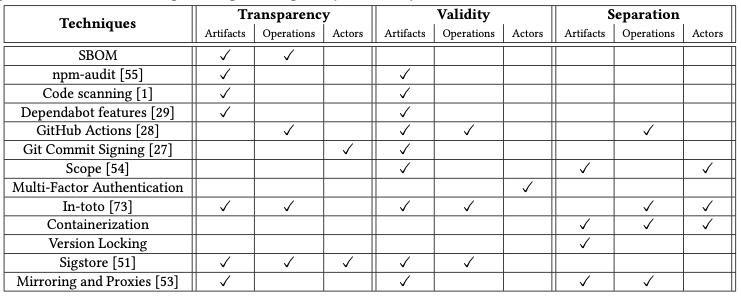 Techniques Transparency Validity Separation
Artifacts Operations Actors Artifacts Operations Actors Artifacts Operations Actors
SBOM ✓ ✓
npm-audit [55] ✓ ✓
Code scanning [1] ✓ ✓
Dependabot features [29] ✓ ✓
GitHub Actions [28] ✓ ✓ ✓ ✓
Git Commit Signing [27] ✓ ✓
Scope [54] ✓ ✓ ✓
Multi-Factor Authentication ✓
In-toto [73] ✓ ✓ ✓ ✓ ✓ ✓
Containerization ✓ ✓ ✓
Version Locking ✓
Sigstore [51] ✓ ✓ ✓ ✓ ✓
Mirroring and Proxies [53] ✓ ✓ ✓ ✓